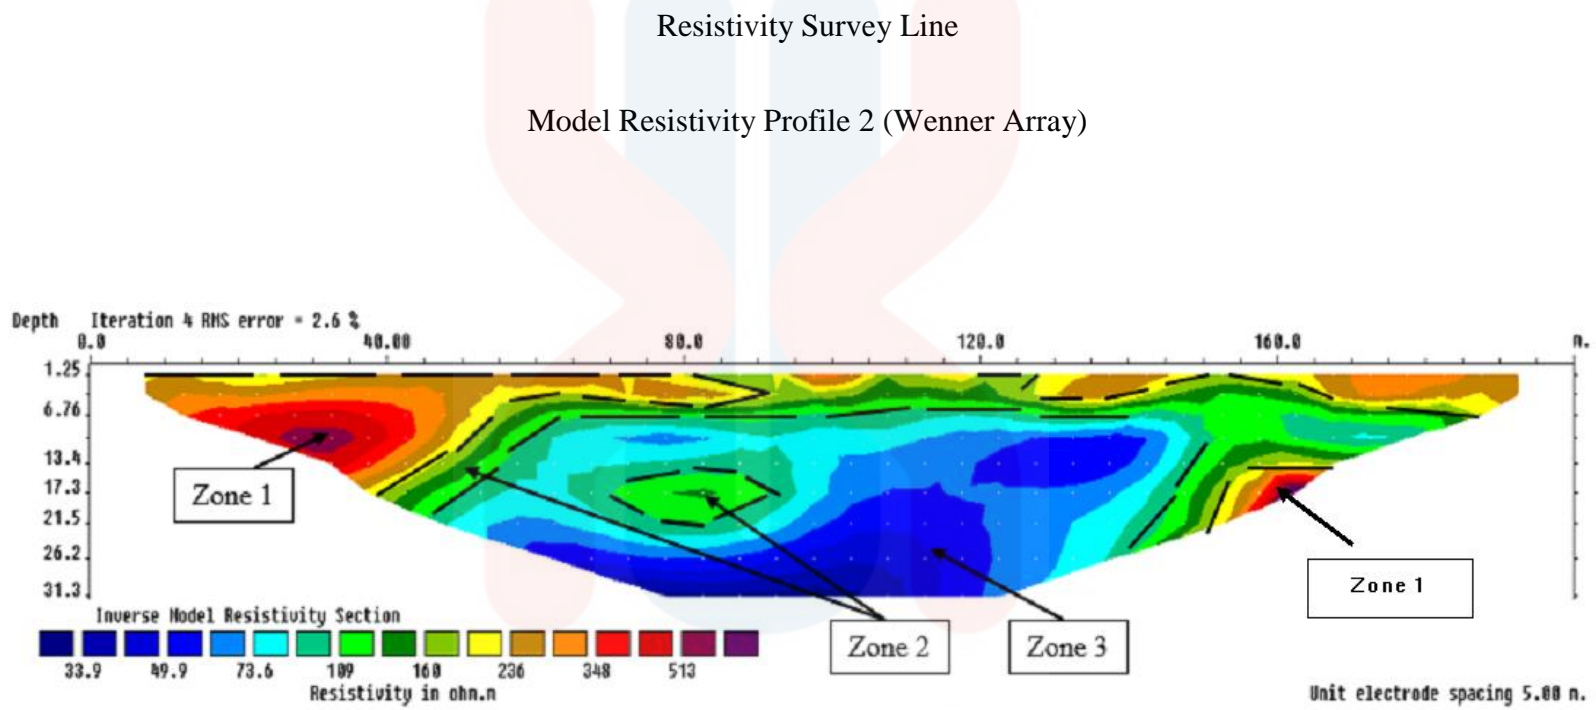 Resistivity Survey Line
Model Resistivity Profile 2 (Wenner Array)
Depth Iteration 4 RMS error = 2.6 %
0.0 40.00 80.0 120.0 160.0 m.
1.25
6.76
13.4
17.3
21.5
26.2
31.3
Zone 1
Zone 2
Zone 3
Zone 1
Inverse Model Resistivity Section
33.9 49.9 73.6 109 160 236 348 513
Resistivity in ohm.m
Unit electrode spacing 5.00 m.